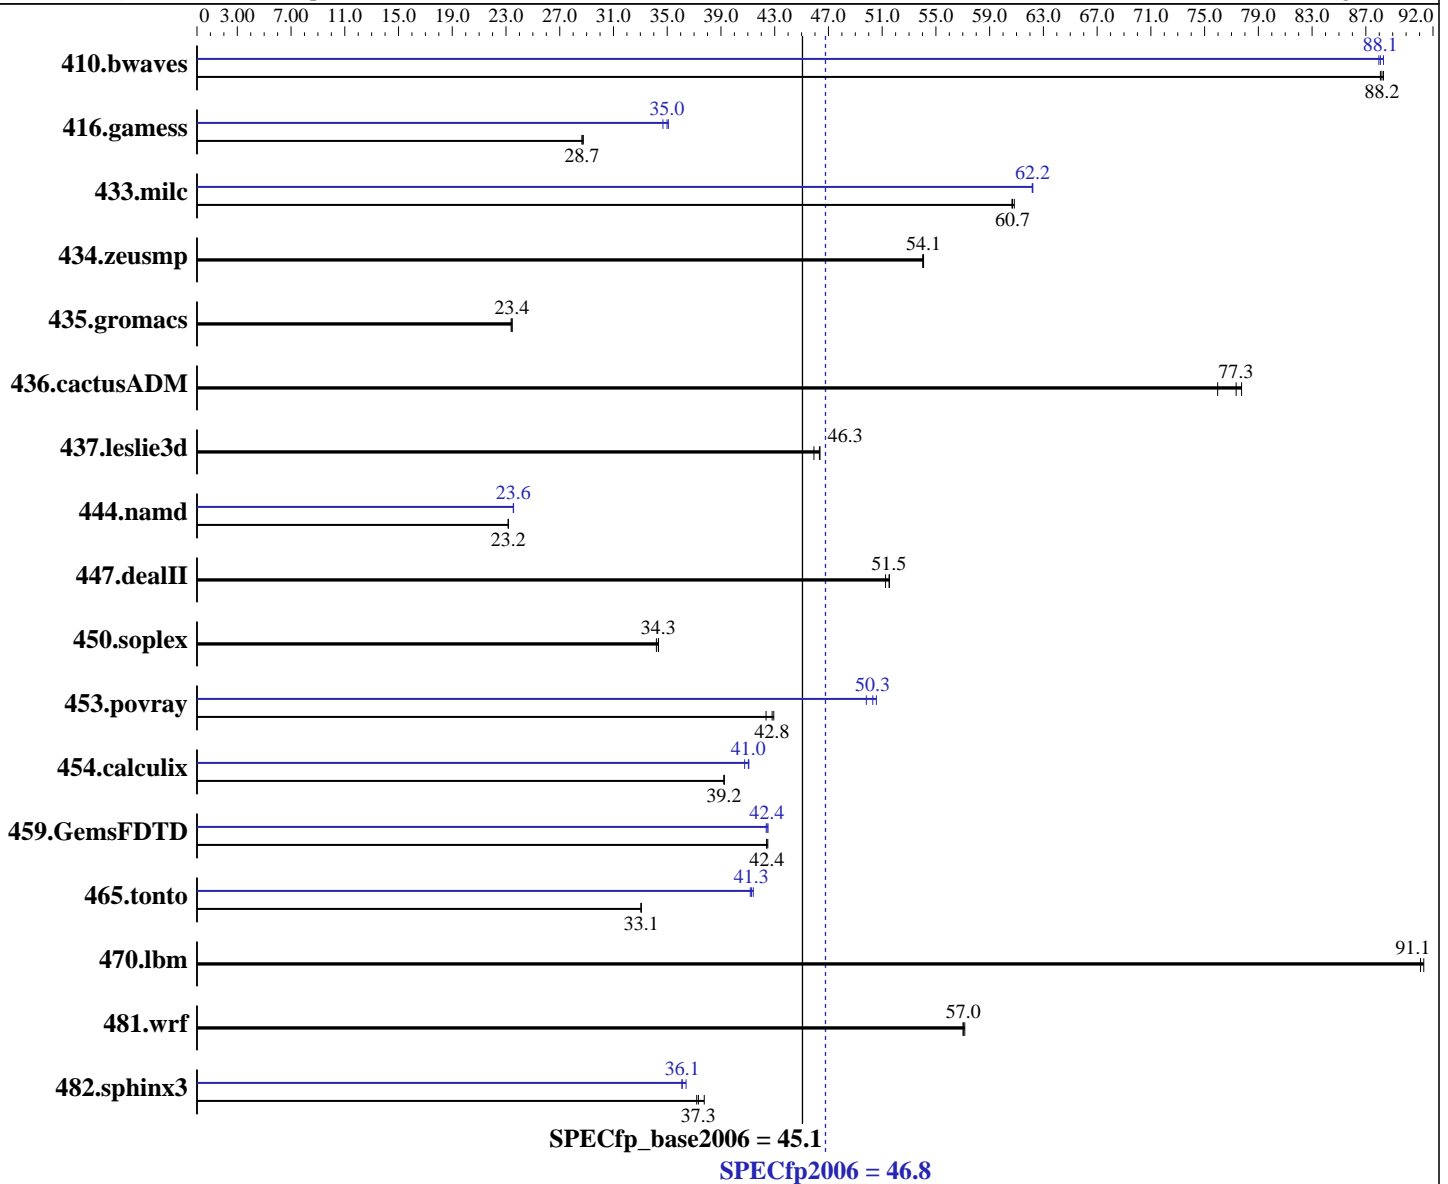 0 3.00 7.00 11.0 15.0 19.0 23.0 27.0 31.0 35.0 39.0 43.0 47.0 51.0 55.0 59.0 63.0 67.0 71.0 75.0 79.0 83.0 87.0 92.0
88.1
410.bwaves
88.2
35.0
416.gamess
28.7
62.2
433.milc
60.7
54.1
434.zeusmp
23.4
435.gromacs
77.3
436.cactusADM
46.3
437.leslie3d
23.6
444.namd
23.2
51.5
447.dealII
34.3
450.soplex
50.3
453.povray
42.8
41.0
454.calculix
39.2
42.4
459.GemsFDTD
42.4
41.3
465.tonto
33.1
91.1
470.lbm
57.0
481.wrf
36.1
482.sphinx3
37.3
SPECfp_base2006 = 45.1
SPECfp2006 = 46.8